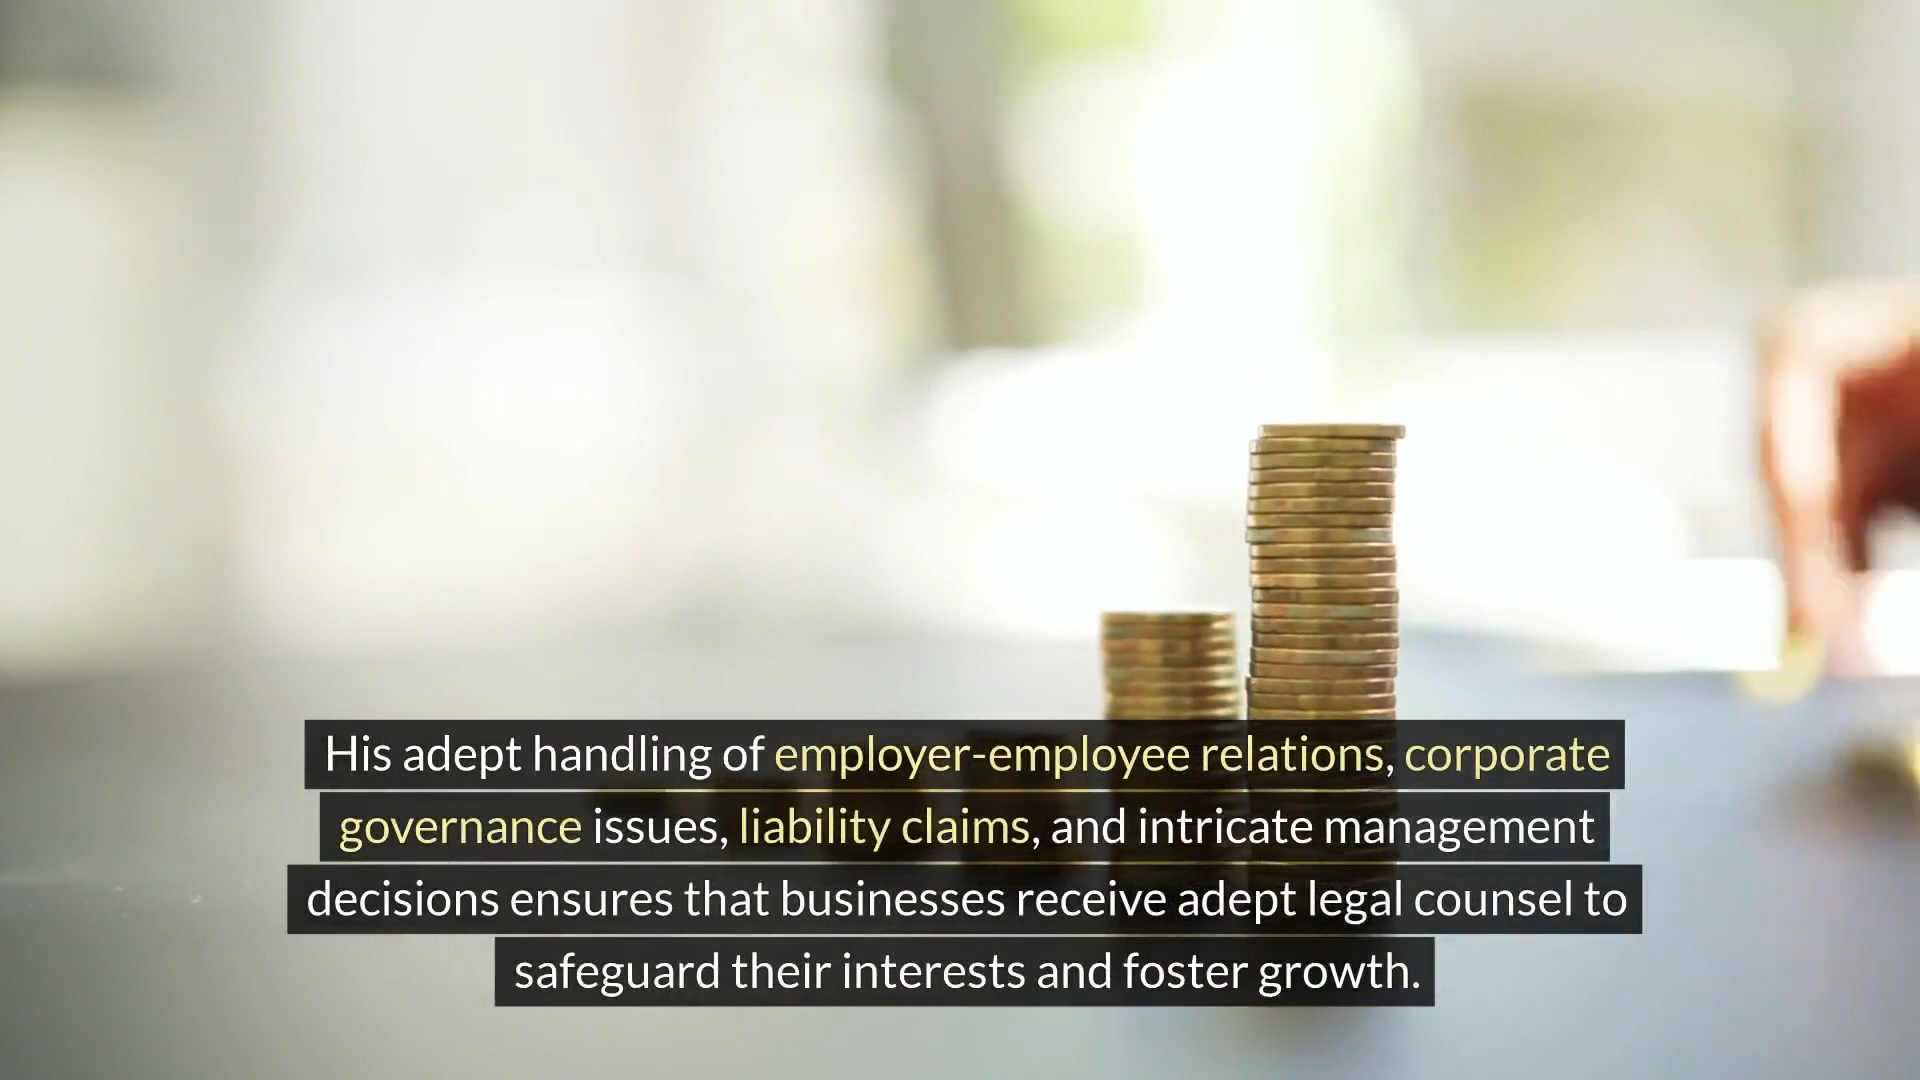 His adept handling of employer-employee relations, corporate
governance issues, liability claims, and intricate management
decisions ensures that businesses receive adept legal counsel to
safeguard their interests and foster growth.